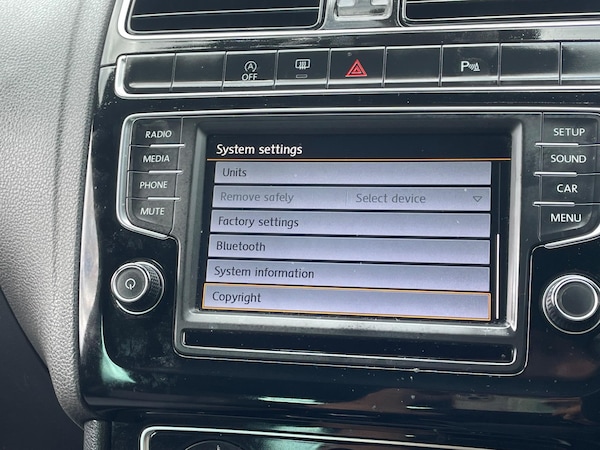 A OFF
P
RADIO
MEDIA
PHONE
MUTE
System settings
Units
Remove safely Select device
Factory settings
Bluetooth
System information
Copyright
SETUP
SOUND
CAR
MENU